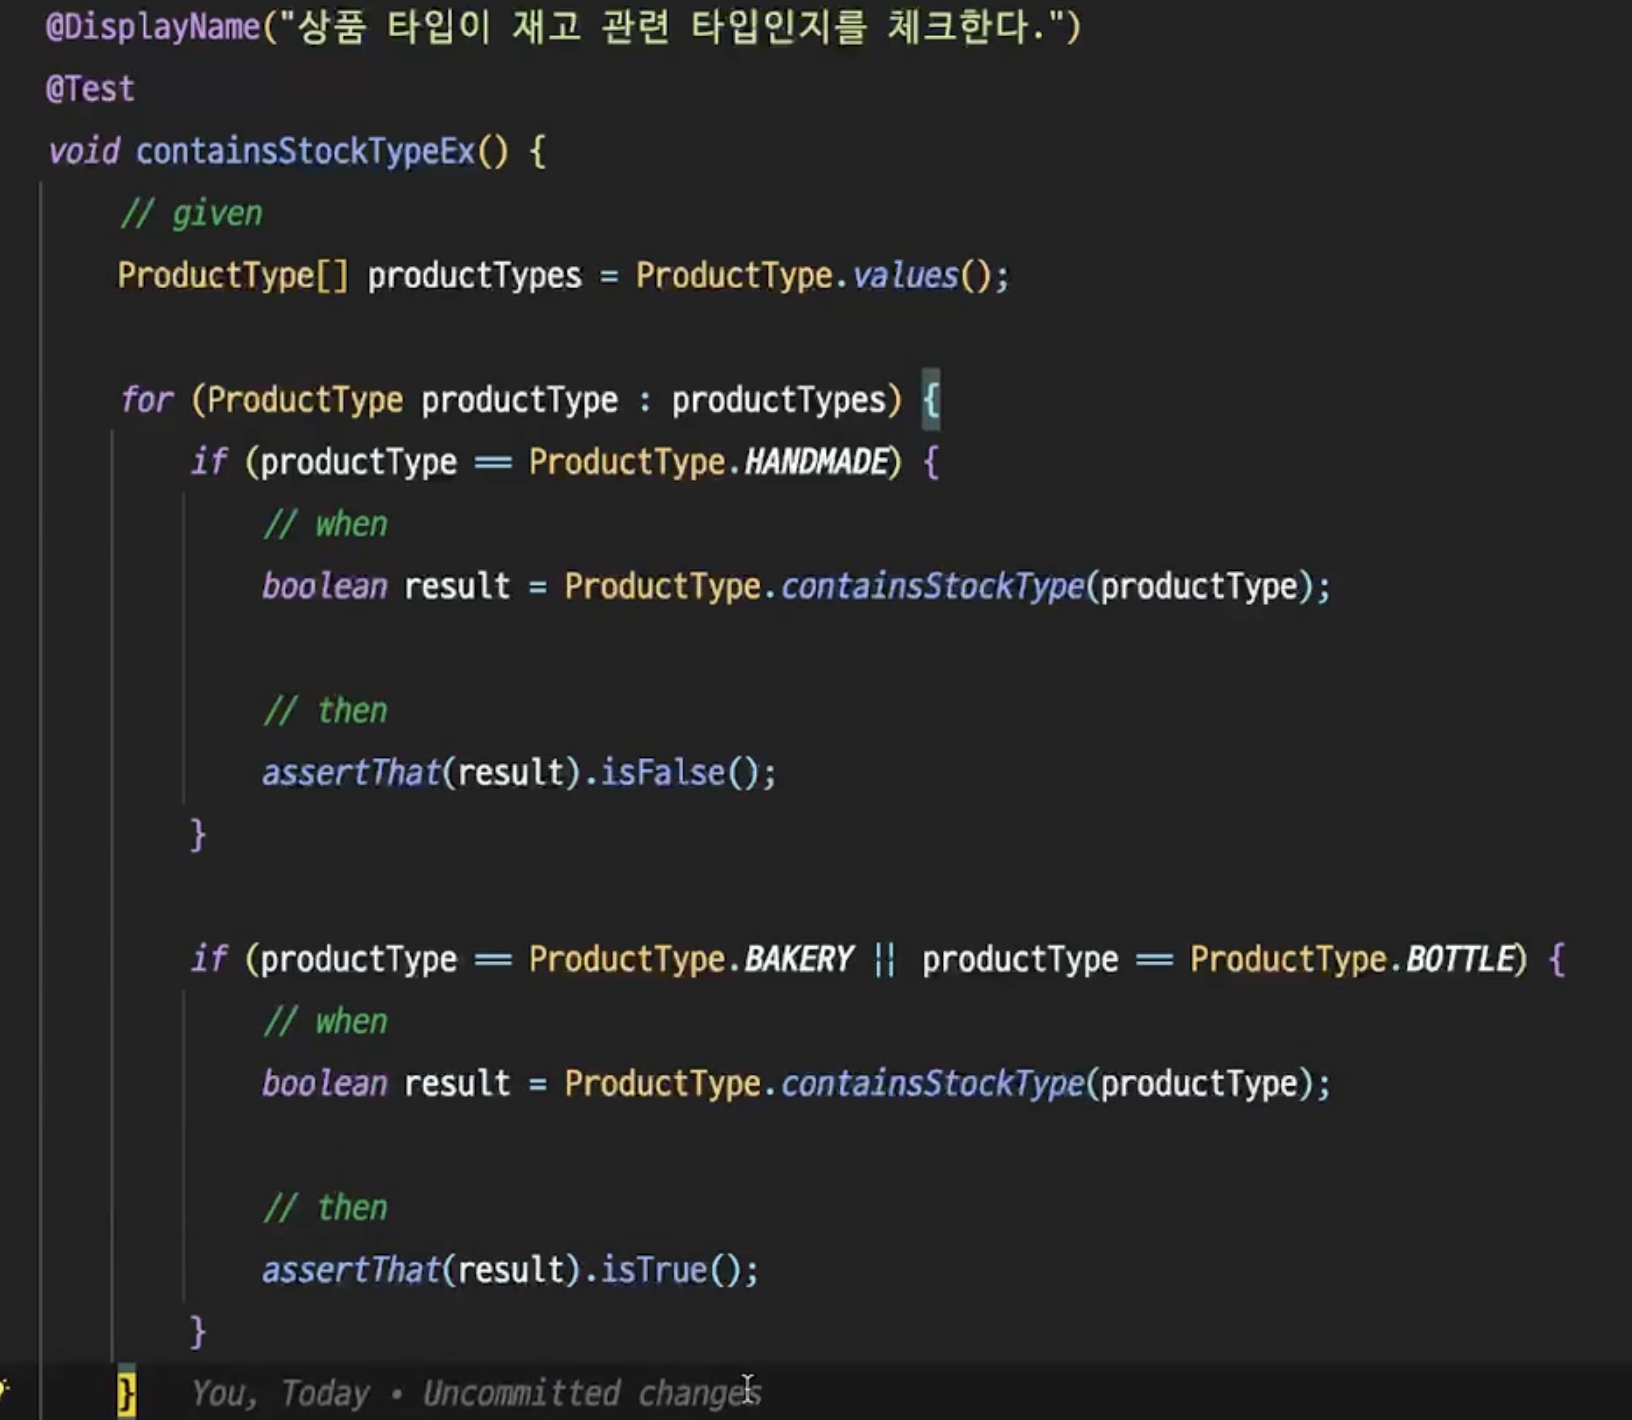 @DisplayName("상품 타입이 재고 관련 타입인지를 체크한다.")
@Test
void containsStockTypeEx() {
// given
ProductType[] productTypes = ProductType.values();
for (ProductType productType : productTypes) {
if (productType == ProductType.HANDMADE) {
// when
boolean result = ProductType.containsStockType(productType);
// then
assertThat(result).isFalse();
}
if (productType == ProductType.BAKERY || productType == ProductType.BOTTLE) {
// when
boolean result = ProductType.containsStockType(productType);
// then
assertThat(result).isTrue();
}
} You, Today • Uncommitted changes